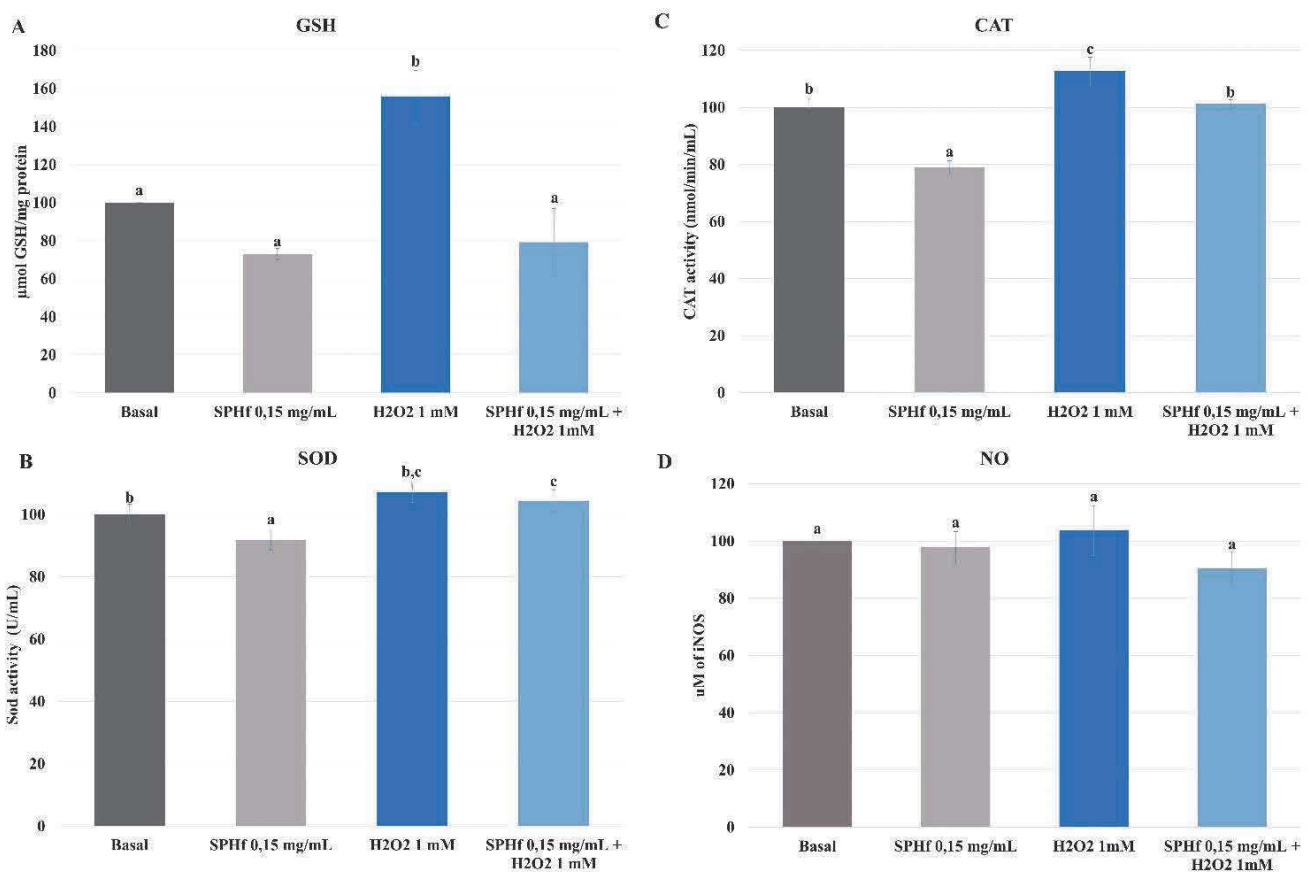 A
GSH
µmol GSH/mg protein
180
160
140
120
100
80
60
40
20
0
a
a
b
a
Basal
SPHf 0,15 mg/mL
H2O2 1 mM
SPHf 0,15 mg/mL +
H2O2 1mM
C
CAT
CAT activity (nmol/min/mL)
120
100
80
60
40
20
0
b
a
c
b
Basal
SPHf 0,15 mg/mL
H2O2 1 mM
SPHf 0,15 mg/mL +
H2O2 1 mM
B
SOD
Sod activity (U/mL)
100
80
60
40
20
0
b
a
b,c
c
Basal
SPHf 0,15 mg/mL
H2O2 1 mM
SPHf 0,15 mg/mL +
H2O2 1 mM
D
NO
uM of iNOS
120
100
80
60
40
20
0
a
a
a
a
Basal
SPHf 0,15 mg/mL
H2O2 1mM
SPHf 0,15 mg/mL +
H2O2 1mM